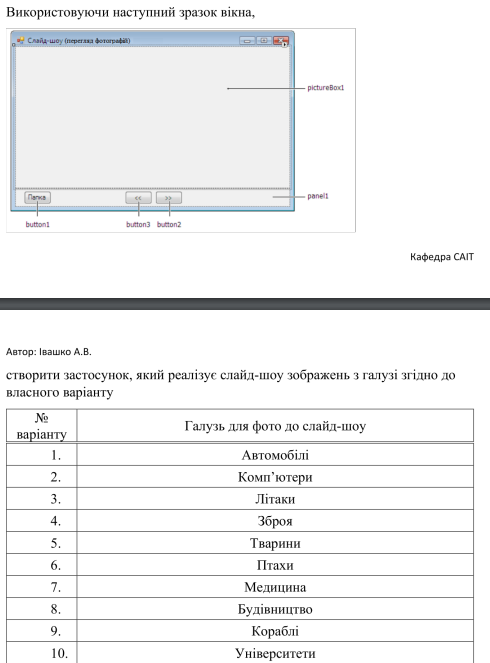 Використовуючи наступний зразок вікна,
Слайд-шоу (перегляд фотографій)
pictureBox1
Папка
<<
>>
panel1
button1
button3
button2
Кафедра САІТ
Автор: Івашко А.В.
створити застосунок, який реалізує слайд-шоу зображень з галузі згідно до
власного варіанту
№
варіанту
Галузь для фото до слайд-шоу
1. Автомобілі
2. Комп’ютери
3. Літаки
4. Зброя
5. Тварини
6. Птахи
7. Медицина
8. Будівництво
9. Кораблі
10. Університети